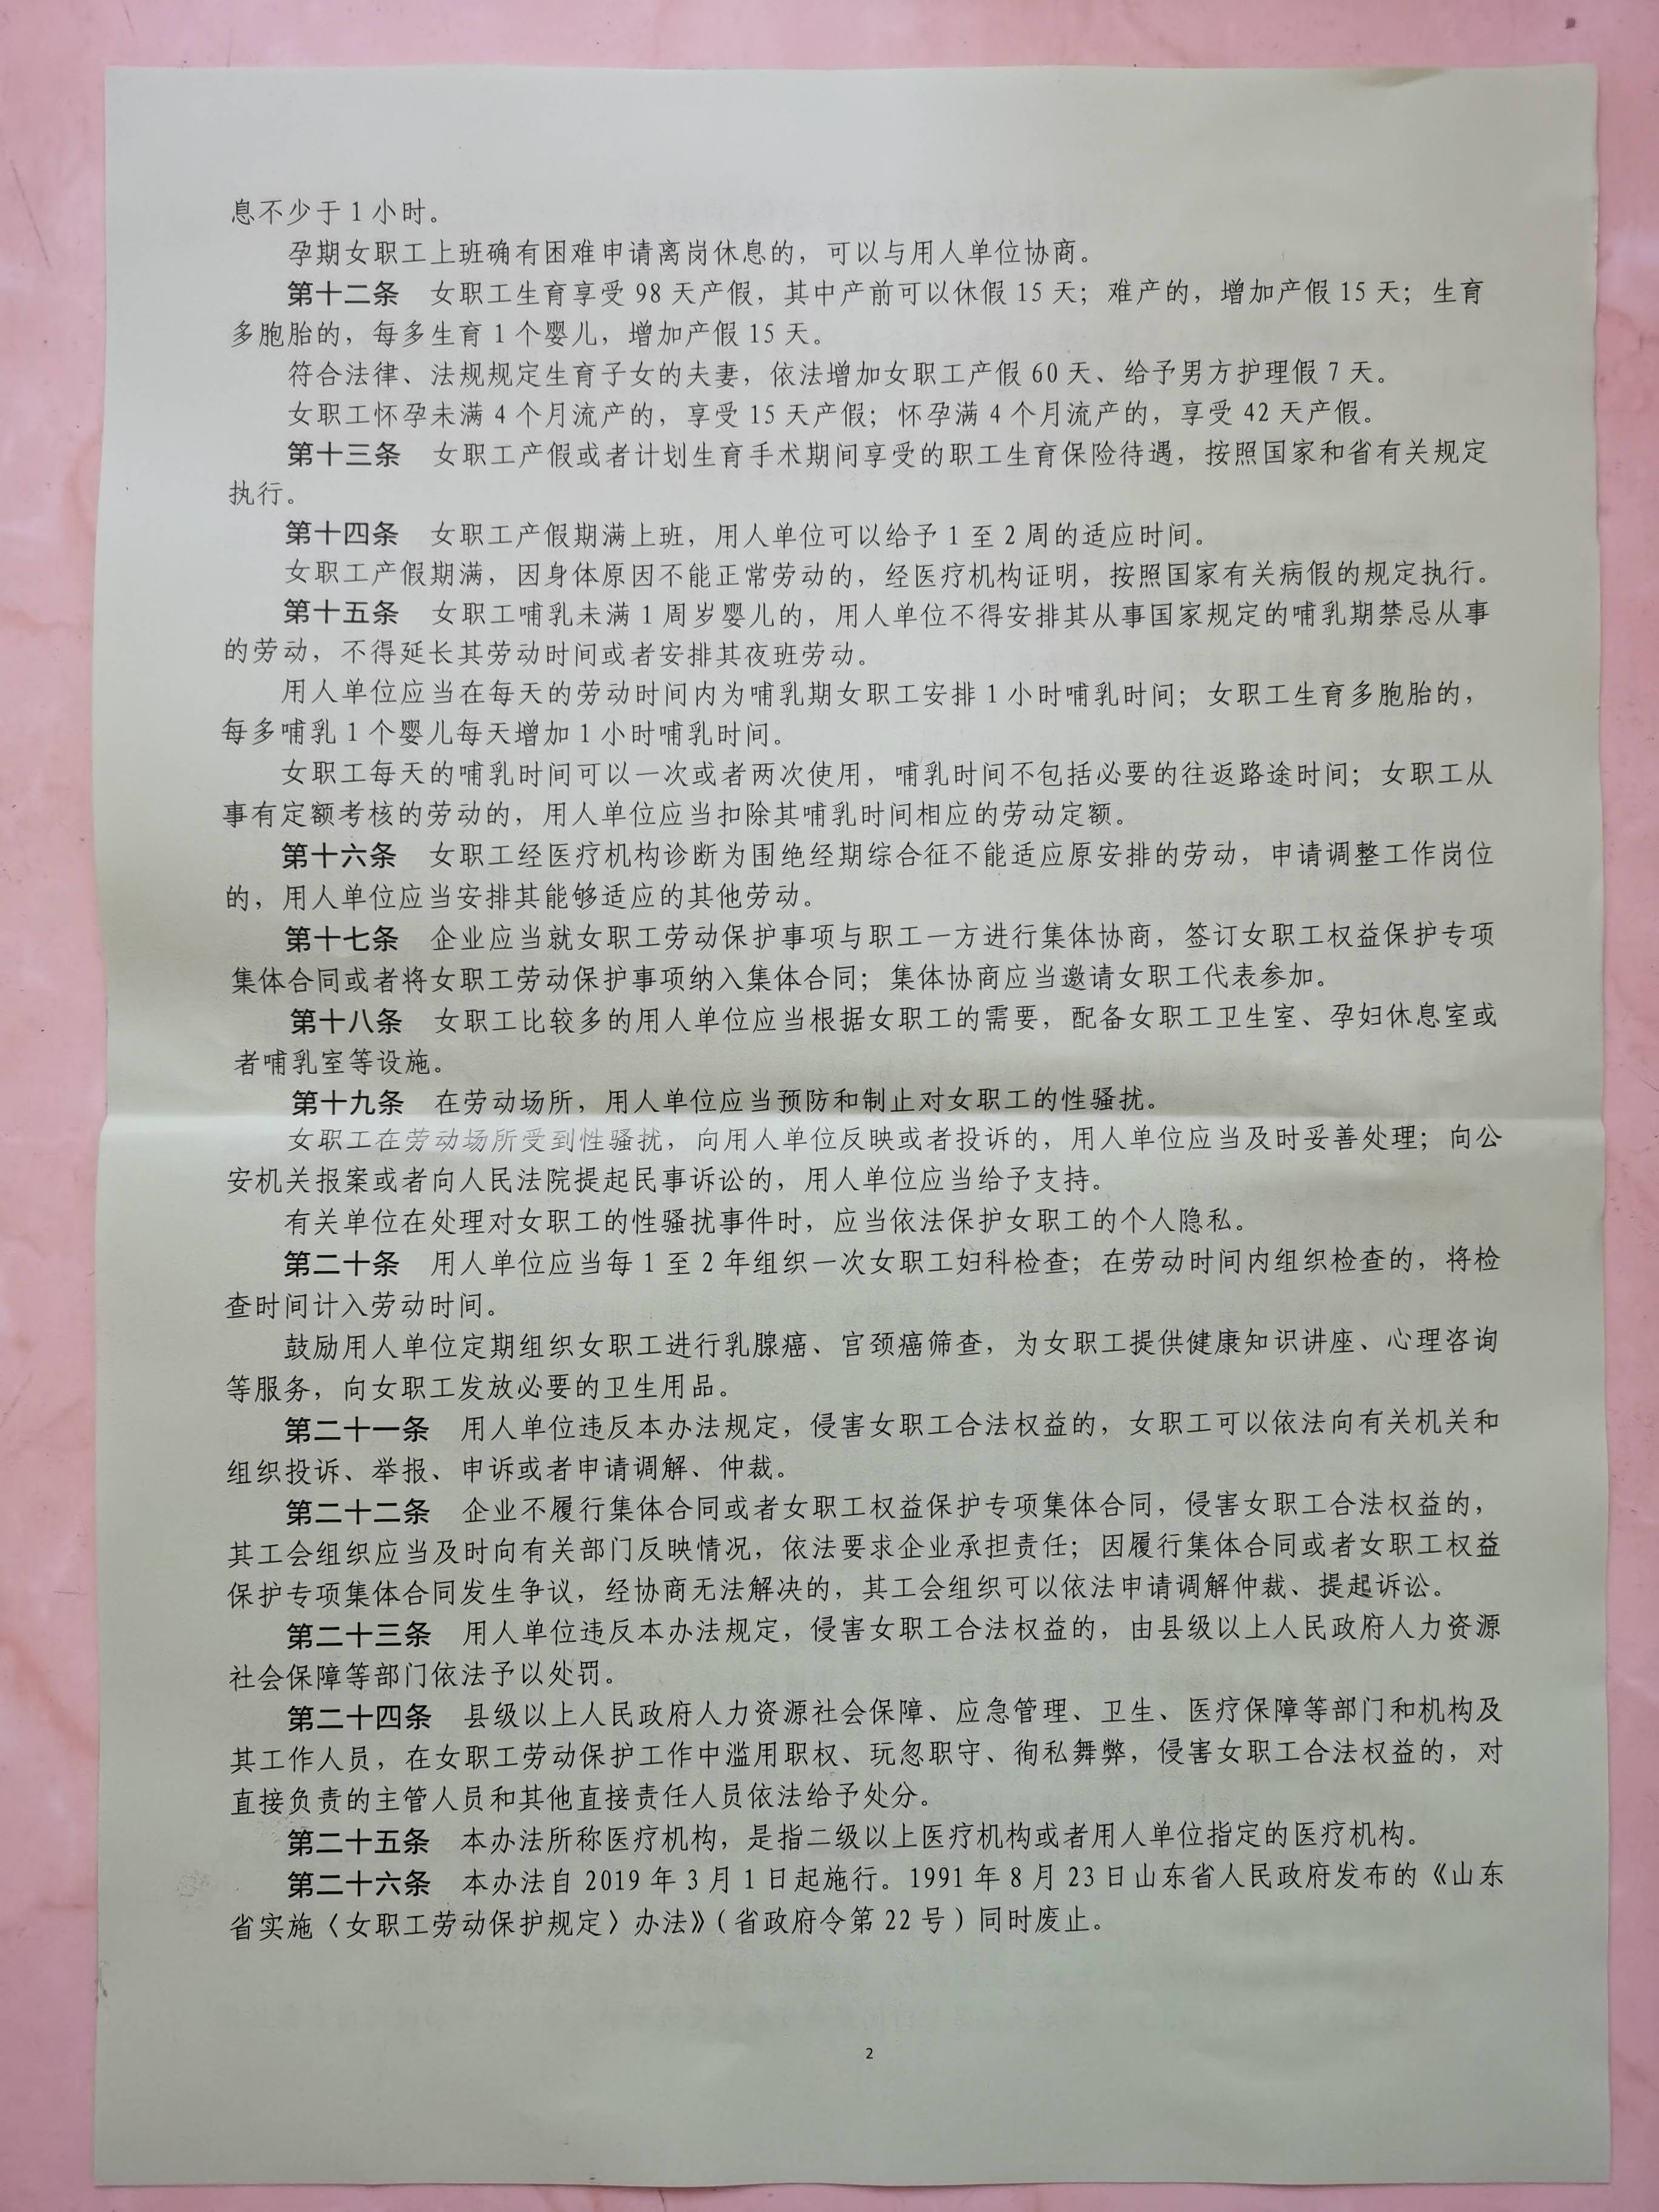 息不少于 1 小时。
孕期女职工上班确有困难申请离岗休息的，可以与用人单位协商。
第十二条　女职工生育享受 98 天产假，其中产前可以休假 15 天；难产的，增加产假 15 天；生育
多胞胎的，每多生育 1 个婴儿，增加产假 15 天。
符合法律、法规规定生育子女的夫妻，依法增加女职工产假 60 天、给予男方护理假 7 天。
女职工怀孕未满 4 个月流产的，享受 15 天产假；怀孕满 4 个月流产的，享受 42 天产假。
第十三条　女职工产假或者计划生育手术期间享受的职工生育保险待遇，按照国家和省有关规定
执行。
第十四条　女职工产假期满上班，用人单位可以给予 1 至 2 周的适应时间。
女职工产假期满，因身体原因不能正常劳动的，经医疗机构证明，按照国家有关病假的规定执行。
第十五条　女职工哺乳未满 1 周岁婴儿的，用人单位不得安排其从事国家规定的哺乳期禁忌从事
的劳动，不得延长其劳动时间或者安排其夜班劳动。
用人单位应当在每天的劳动时间内为哺乳期女职工安排 1 小时哺乳时间；女职工生育多胞胎的，
每多哺乳 1 个婴儿每天增加 1 小时哺乳时间。
女职工每天的哺乳时间可以一次或者两次使用，哺乳时间不包括必要的往返路途时间；女职工从
事有定额考核的劳动的，用人单位应当扣除其哺乳时间相应的劳动定额。
第十六条　女职工经医疗机构诊断为围绝经期综合征不能适应原安排的劳动，申请调整工作岗位
的，用人单位应当安排其能够适应的其他劳动。
第十七条　企业应当就女职工劳动保护事项与职工一方进行集体协商，签订女职工权益保护专项
集体合同或者将女职工劳动保护事项纳入集体合同；集体协商应当邀请女职工代表参加。
第十八条　女职工比较多的用人单位应当根据女职工的需要，配备女职工卫生室、孕妇休息室或
者哺乳室等设施。
第十九条　在劳动场所，用人单位应当预防和制止对女职工的性骚扰。
女职工在劳动场所受到性骚扰，向用人单位反映或者投诉的，用人单位应当及时妥善处理；向公
安机关报案或者向人民法院提起民事诉讼的，用人单位应当给予支持。
有关单位在处理对女职工的性骚扰事件时，应当依法保护女职工的个人隐私。
第二十条　用人单位应当每 1 至 2 年组织一次女职工妇科检查；在劳动时间内组织检查的，将检
查时间计入劳动时间。
鼓励用人单位定期组织女职工进行乳腺癌、宫颈癌筛查，为女职工提供健康知识讲座、心理咨询
等服务，向女职工发放必要的卫生用品。
第二十一条　用人单位违反本办法规定，侵害女职工合法权益的，女职工可以依法向有关机关和
组织投诉、举报、申诉或者申请调解、仲裁。
第二十二条　企业不履行集体合同或者女职工权益保护专项集体合同，侵害女职工合法权益的，
其工会组织应当及时向有关部门反映情况，依法要求企业承担责任；因履行集体合同或者女职工权益
保护专项集体合同发生争议，经协商无法解决的，其工会组织可以依法申请调解仲裁、提起诉讼。
第二十三条　用人单位违反本办法规定，侵害女职工合法权益的，由县级以上人民政府人力资源
社会保障等部门依法予以处罚。
第二十四条　县级以上人民政府人力资源社会保障、应急管理、卫生、医疗保障等部门和机构及
其工作人员，在女职工劳动保护工作中滥用职权、玩忽职守、徇私舞弊，侵害女职工合法权益的，对
直接负责的主管人员和其他直接责任人员依法给予处分。
第二十五条　本办法所称医疗机构，是指二级以上医疗机构或者用人单位指定的医疗机构。
第二十六条　本办法自 2019 年 3 月 1 日起施行。1991 年 8 月 23 日山东省人民政府发布的《山东
省实施〈女职工劳动保护规定〉办法》（省政府令第 22 号）同时废止。
2